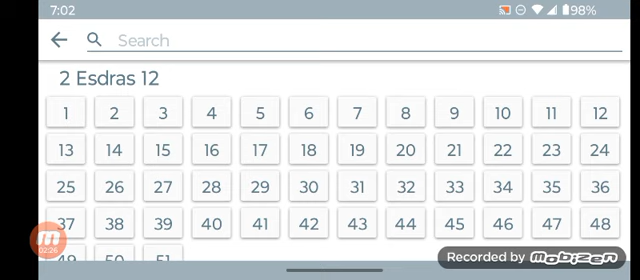 7:02 98%
Search
2 Esdras 12
1 2 3 4 5 6 7 8 9 10 11 12
13 14 15 16 17 18 19 20 21 22 23 24
25 26 27 28 29 30 31 32 33 34 35 36
37 38 39 40 41 42 43 44 45 46 47 48
49 50 51
02:26
Recorded by Mobizen